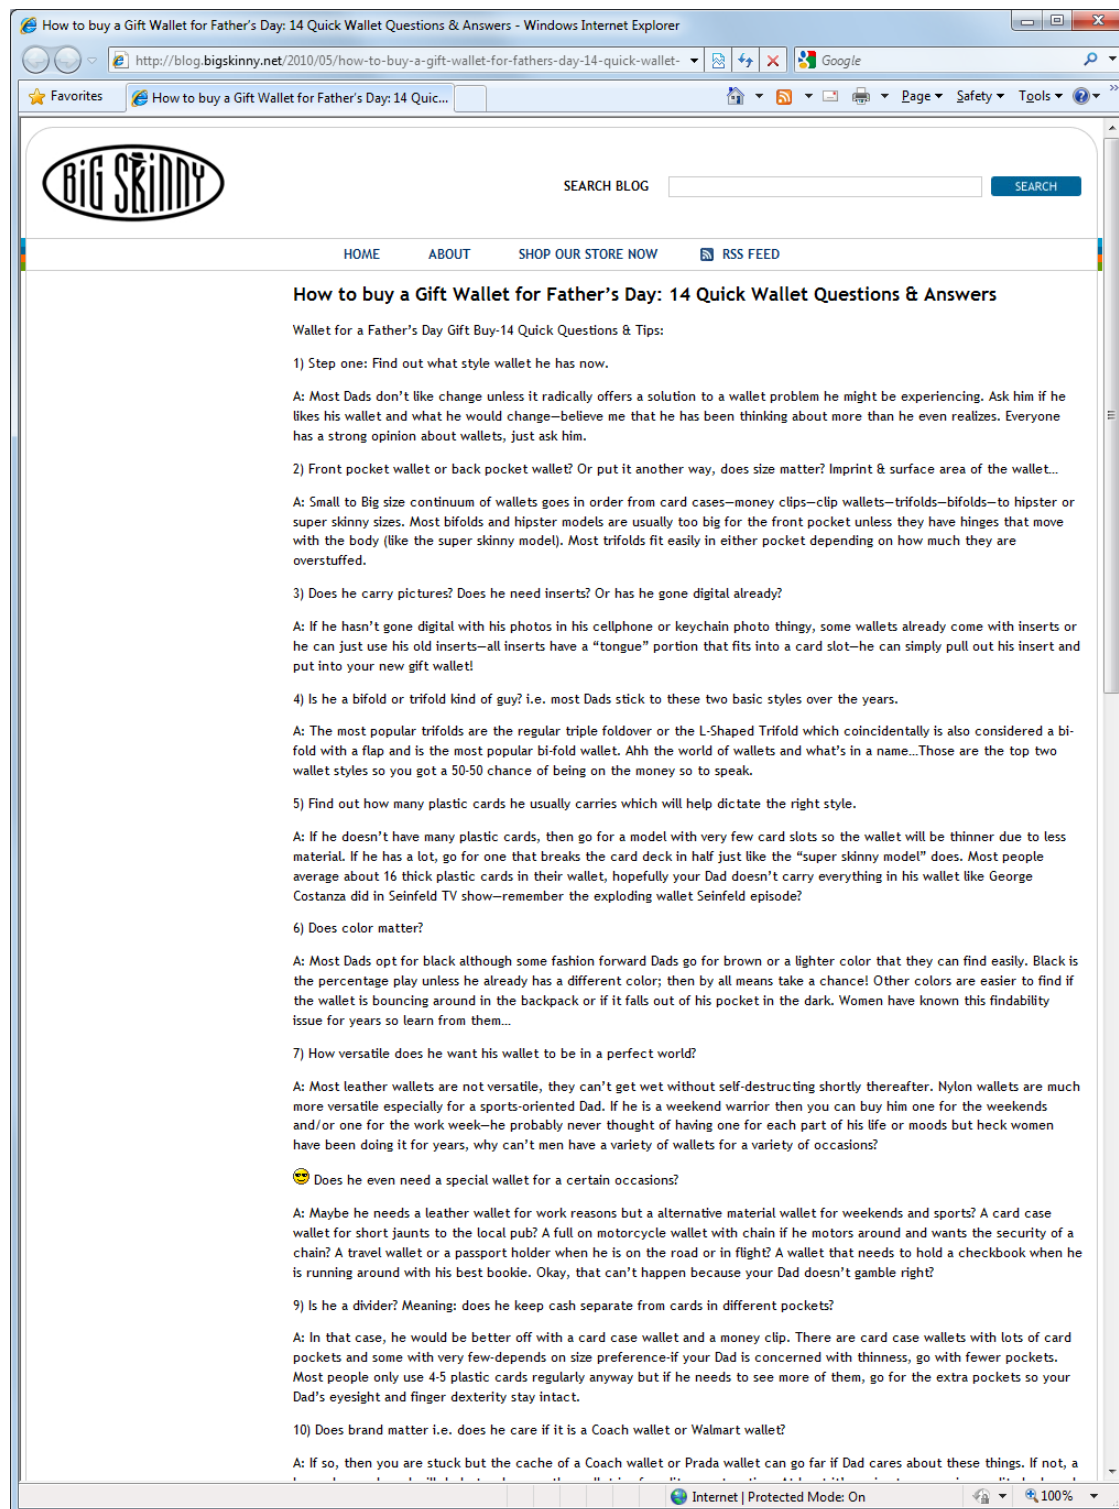 How to buy a Gift Wallet for Father's Day: 14 Quick Wallet Questions & Answers - Windows Internet Explorer
http://blog.bigskinny.net/2010/05/how-to-buy-a-gift-wallet-for-fathers-day-14-quick-wallet-
Google
Favorites
How to buy a Gift Wallet for Father's Day: 14 Quic...
Page
Safety
Tools
BiG SKiNNY
SEARCH BLOG
SEARCH
HOME
ABOUT
SHOP OUR STORE NOW
RSS FEED
How to buy a Gift Wallet for Father's Day: 14 Quick Wallet Questions & Answers
Wallet for a Father's Day Gift Buy-14 Quick Questions & Tips:
1) Step one: Find out what style wallet he has now.
A: Most Dads don't like change unless it radically offers a solution to a wallet problem he might be experiencing. Ask him if he
likes his wallet and what he would change—believe me that he has been thinking about more than he even realizes. Everyone
has a strong opinion about wallets, just ask him.
2) Front pocket wallet or back pocket wallet? Or put it another way, does size matter? Imprint & surface area of the wallet…
A: Small to Big size continuum of wallets goes in order from card cases—money clips—clip wallets—trifolds—bifolds—to hipster or
super skinny sizes. Most bifolds and hipster models are usually too big for the front pocket unless they have hinges that move
with the body (like the super skinny model). Most trifolds fit easily in either pocket depending on how much they are
overstuffed.
3) Does he carry pictures? Does he need inserts? Or has he gone digital already?
A: If he hasn't gone digital with his photos in his cellphone or keychain photo thingy, some wallets already come with inserts or
he can just use his old inserts—all inserts have a "tongue" portion that fits into a card slot—he can simply pull out his insert and
put into your new gift wallet!
4) Is he a bifold or trifold kind of guy? i.e. most Dads stick to these two basic styles over the years.
A: The most popular trifolds are the regular triple foldover or the L-Shaped Trifold which coincidentally is also considered a bi-
fold with a flap and is the most popular bi-fold wallet. Ahh the world of wallets and what's in a name…Those are the top two
wallet styles so you got a 50-50 chance of being on the money so to speak.
5) Find out how many plastic cards he usually carries which will help dictate the right style.
A: If he doesn't have many plastic cards, then go for a model with very few card slots so the wallet will be thinner due to less
material. If he has a lot, go for one that breaks the card deck in half just like the "super skinny model" does. Most people
average about 16 thick plastic cards in their wallet, hopefully your Dad doesn't carry everything in his wallet like George
Costanza did in Seinfeld TV show—remember the exploding wallet Seinfeld episode?
6) Does color matter?
A: Most Dads opt for black although some fashion forward Dads go for brown or a lighter color that they can find easily. Black is
the percentage play unless he already has a different color; then by all means take a chance! Other colors are easier to find if
the wallet is bouncing around in the backpack or if it falls out of his pocket in the dark. Women have known this findability
issue for years so learn from them…
7) How versatile does he want his wallet to be in a perfect world?
A: Most leather wallets are not versatile, they can't get wet without self-destructing shortly thereafter. Nylon wallets are much
more versatile especially for a sports-oriented Dad. If he is a weekend warrior then you can buy him one for the weekends
and/or one for the work week—he probably never thought of having one for each part of his life or moods but heck women
have been doing it for years, why can't men have a variety of wallets for a variety of occasions?
Does he even need a special wallet for a certain occasions?
A: Maybe he needs a leather wallet for work reasons but a alternative material wallet for weekends and sports? A card case
wallet for short jaunts to the local pub? A full on motorcycle wallet with chain if he motors around and wants the security of a
chain? A travel wallet or a passport holder when he is on the road or in flight? A wallet that needs to hold a checkbook when he
is running around with his best bookie. Okay, that can't happen because your Dad doesn't gamble right?
9) Is he a divider? Meaning: does he keep cash separate from cards in different pockets?
A: In that case, he would be better off with a card case wallet and a money clip. There are card case wallets with lots of card
pockets and some with very few-depends on size preference-if your Dad is concerned with thinness, go with fewer pockets.
Most people only use 4-5 plastic cards regularly anyway but if he needs to see more of them, go for the extra pockets so your
Dad's eyesight and finger dexterity stay intact.
10) Does brand matter i.e. does he care if it is a Coach wallet or Walmart wallet?
A: If so, then you are stuck but the cache of a Coach wallet or Prada wallet can go far if Dad cares about these things. If not, a
Internet | Protected Mode: On
100%